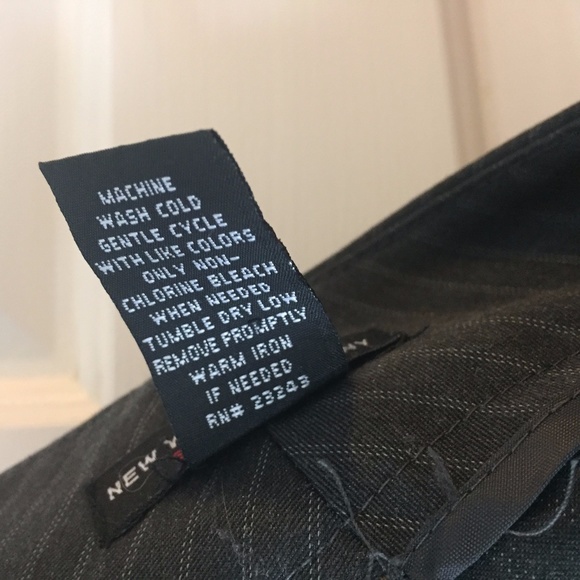 MACHINE
WASH COLD
GENTLE CYCLE
WITH LIKE COLORS
ONLY NON-
CHLORINE BLEACH
WHEN NEEDED
TUMBLE DRY LOW
REMOVE PROMPTLY
WARM IRON
IF NEEDED
RN# 23243
NEW Y
NY